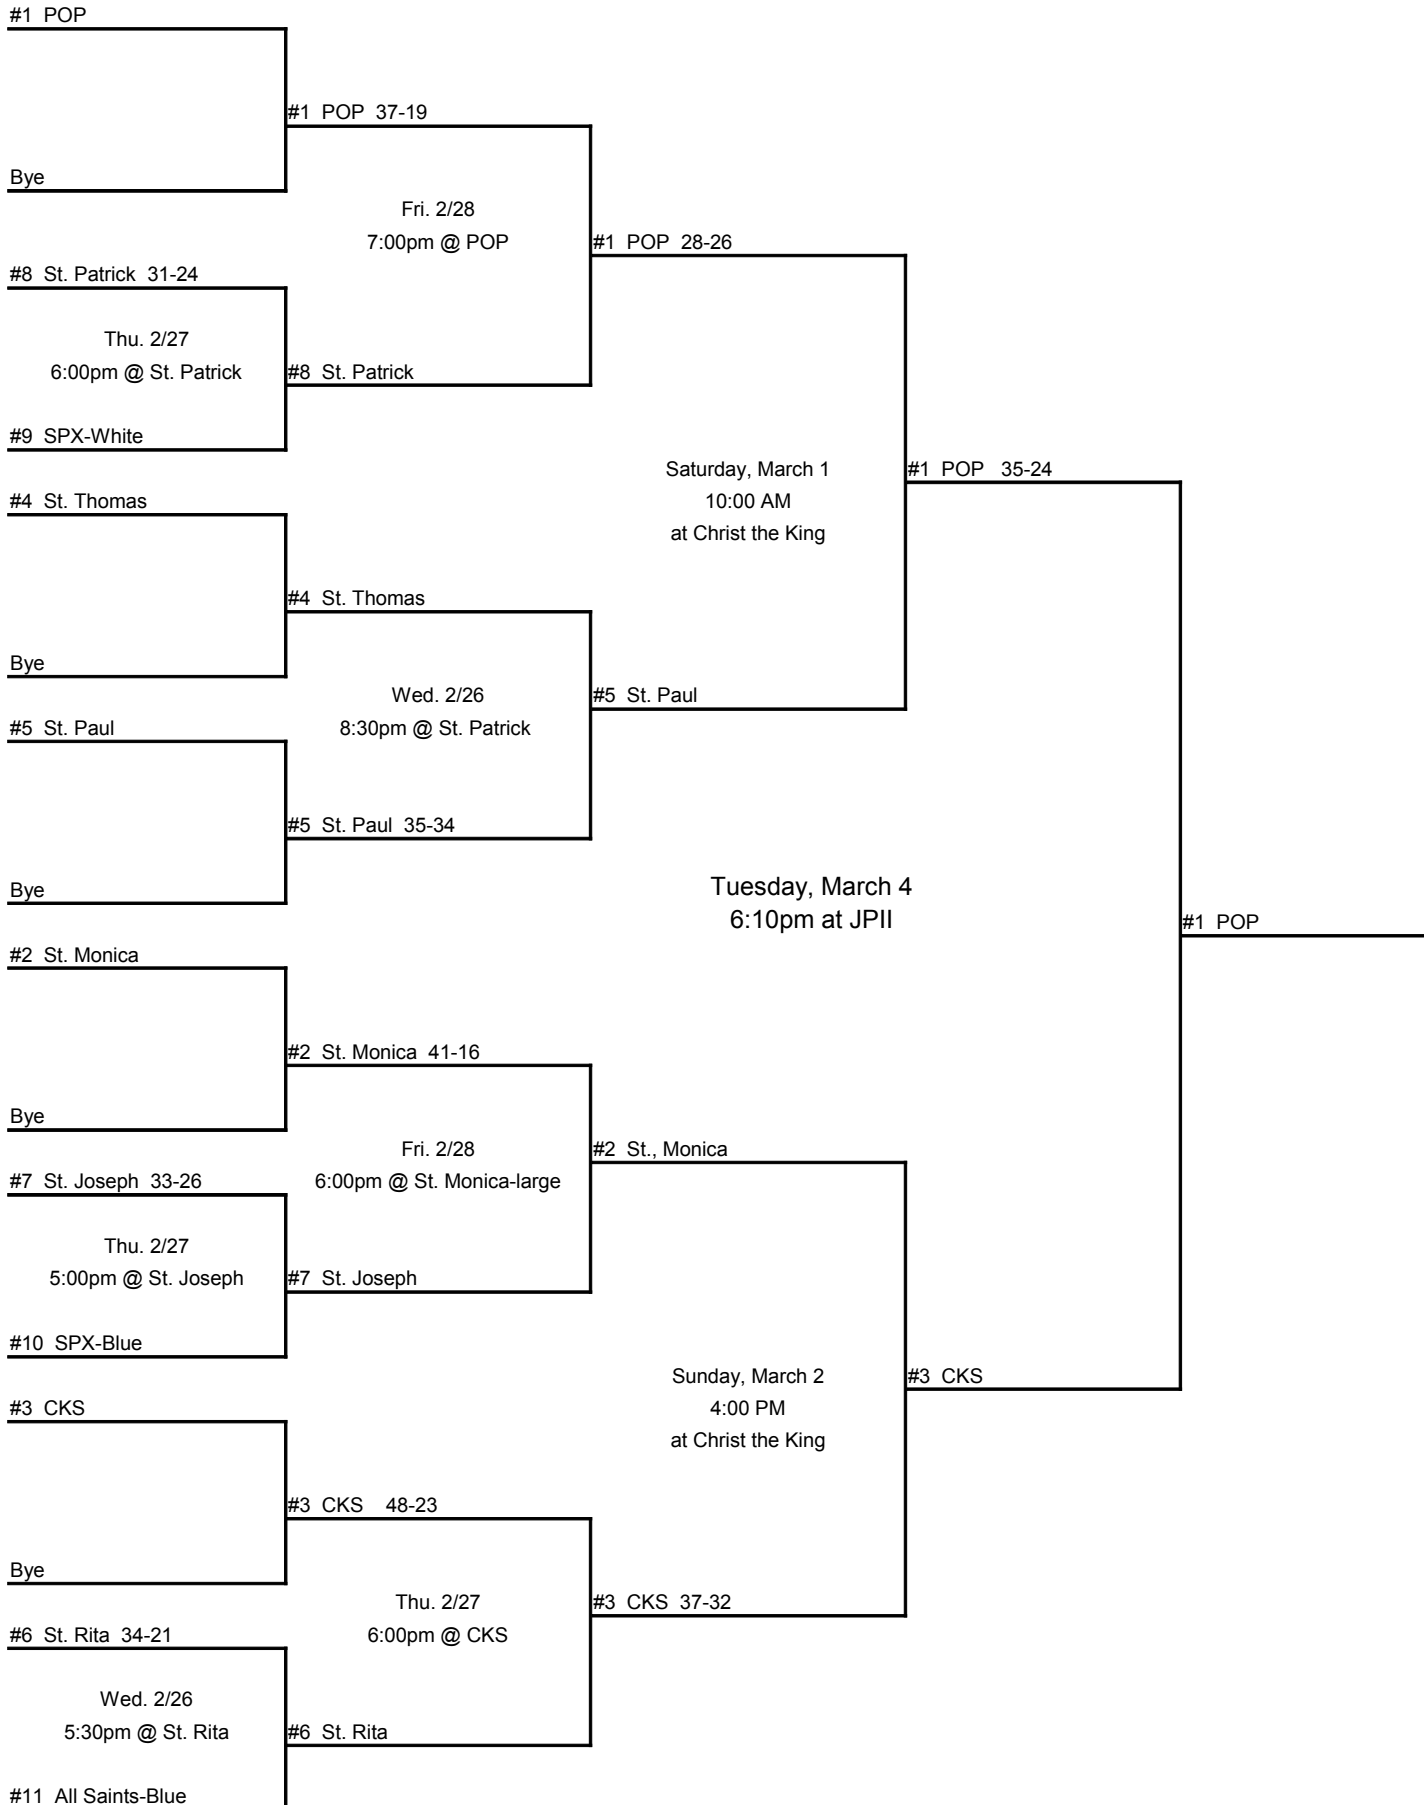 #1 POP
#1 POP 37-19
Bye
Fri. 2/28
7:00pm @ POP
#1 POP 28-26
#8 St. Patrick 31-24
Thu. 2/27
6:00pm @ St. Patrick
#8 St. Patrick
#9 SPX-White
Saturday, March 1
10:00 AM
at Christ the King
#1 POP 35-24
#4 St. Thomas
#4 St. Thomas
Bye
Wed. 2/26
8:30pm @ St. Patrick
#5 St. Paul
#5 St. Paul
#5 St. Paul 35-34
Bye
Tuesday, March 4
6:10pm at JPII
#1 POP
#2 St. Monica
#2 St. Monica 41-16
Bye
Fri. 2/28
6:00pm @ St. Monica-large
#2 St., Monica
#7 St. Joseph 33-26
Thu. 2/27
5:00pm @ St. Joseph
#7 St. Joseph
#10 SPX-Blue
Sunday, March 2
4:00 PM
at Christ the King
#3 CKS
#3 CKS
#3 CKS 48-23
Bye
Thu. 2/27
6:00pm @ CKS
#3 CKS 37-32
#6 St. Rita 34-21
Wed. 2/26
5:30pm @ St. Rita
#6 St. Rita
#11 All Saints-Blue